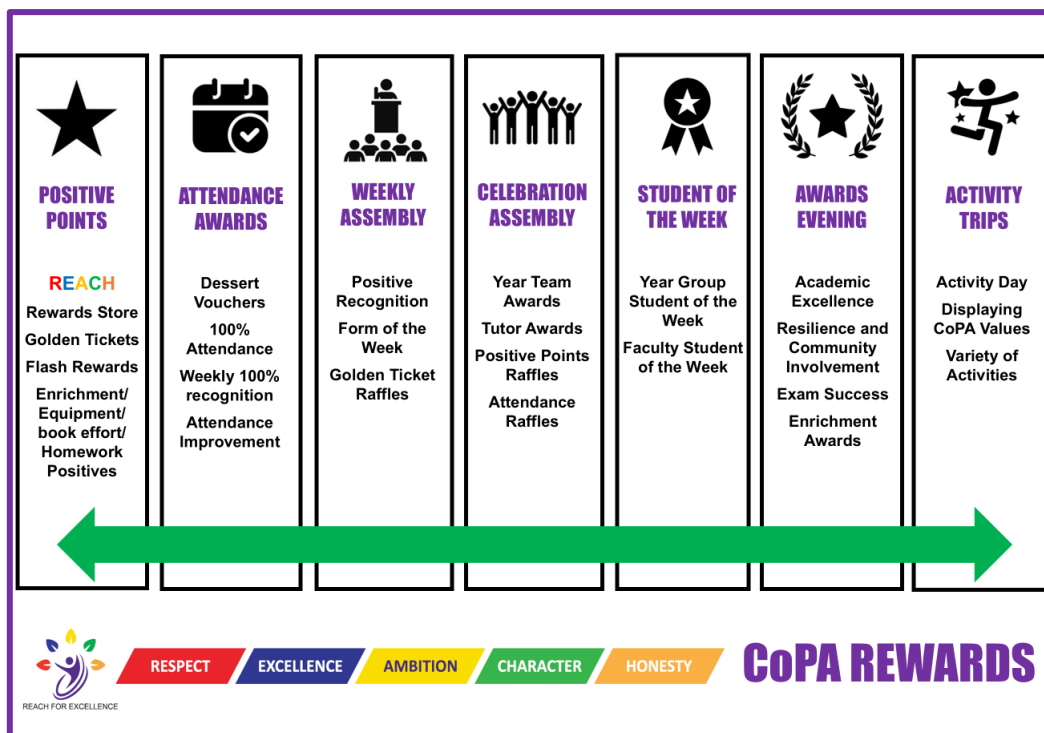 POSITIVE
POINTS
REACH
Rewards Store
Golden Tickets
Flash Rewards
Enrichment/
Equipment/
book effort/
Homework
Positives
ATTENDANCE
AWARDS
Dessert
Vouchers
100%
Attendance
Weekly 100%
recognition
Attendance
Improvement
WEEKLY
ASSEMBLY
Positive
Recognition
Form of the
Week
Golden Ticket
Raffles
CELEBRATION
ASSEMBLY
Year Team
Awards
Tutor Awards
Positive Points
Raffles
Attendance
Raffles
STUDENT OF
THE WEEK
Year Group
Student of the
Week
Faculty Student
of the Week
AWARDS
EVENING
Academic
Excellence
Resilience and
Community
Involvement
Exam Success
Enrichment
Awards
ACTIVITY
TRIPS
Activity Day
Displaying
CoPA Values
Variety of
Activities
REACH FOR EXCELLENCE
RESPECT
EXCELLENCE
AMBITION
CHARACTER
HONESTY
CoPA REWARDS